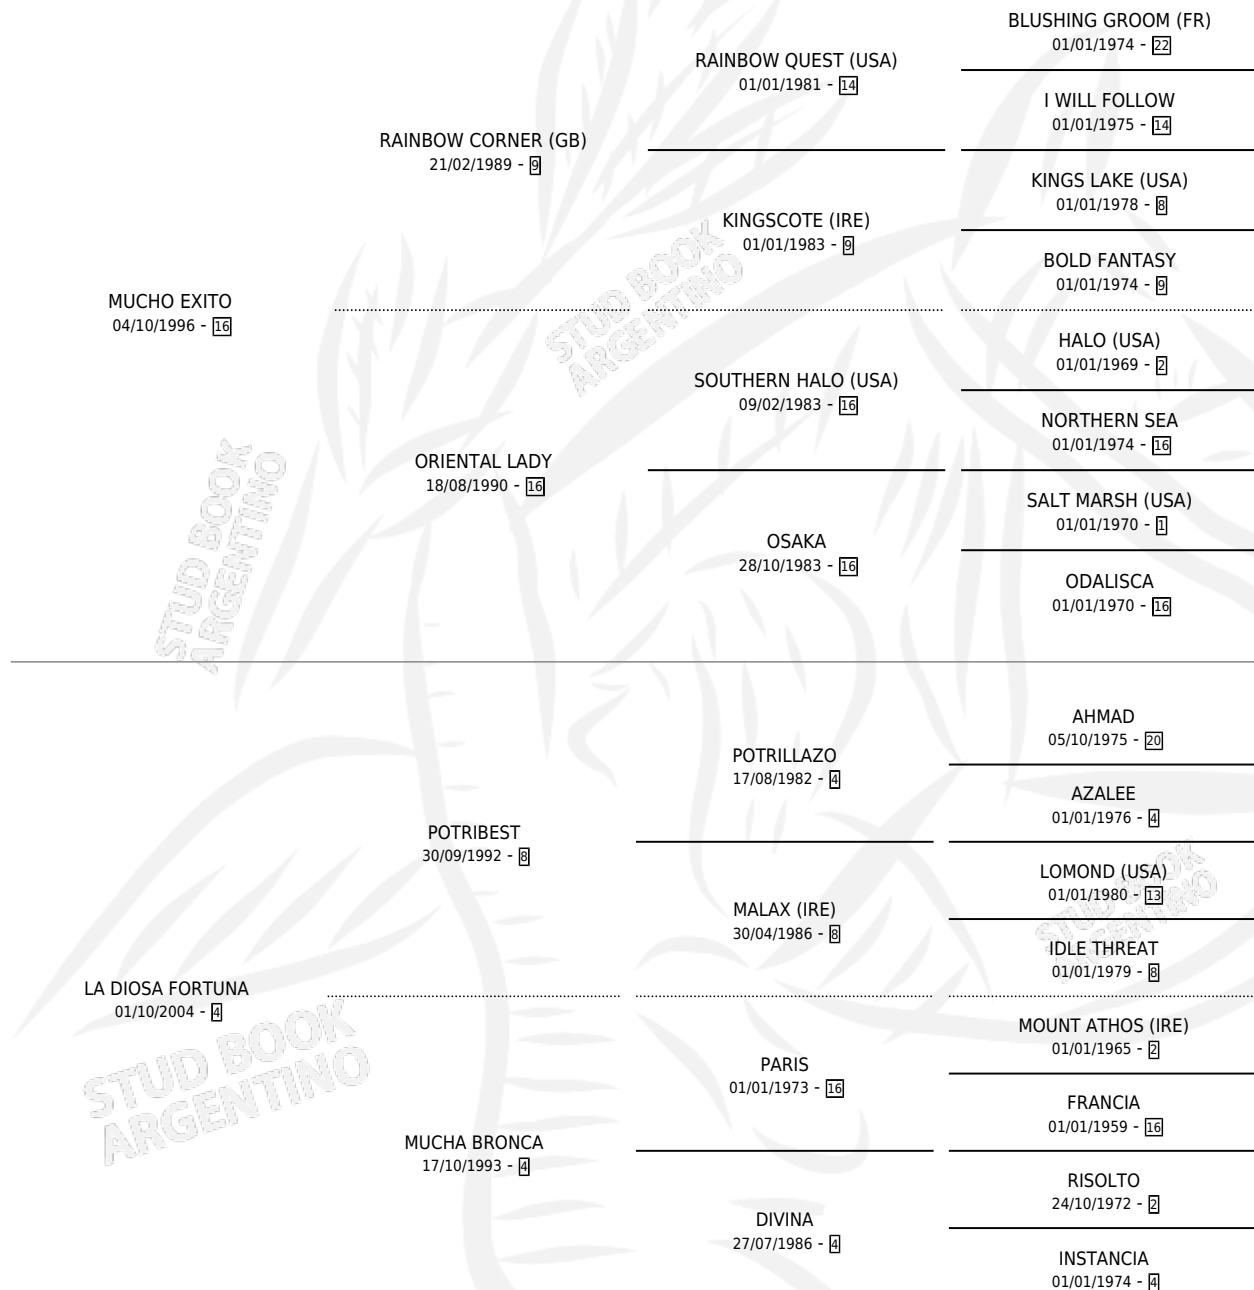 BLUSHING GROOM (FR)
01/01/1974 - 22
RAINBOW QUEST (USA)
01/01/1981 - 14
I WILL FOLLOW
01/01/1975 - 14
RAINBOW CORNER (GB)
21/02/1989 - 9
KINGS LAKE (USA)
01/01/1978 - 8
KINGSCOTE (IRE)
01/01/1983 - 9
BOLD FANTASY
01/01/1974 - 9
MUCHO EXITO
04/10/1996 - 16
HALO (USA)
01/01/1969 - 2
SOUTHERN HALO (USA)
09/02/1983 - 16
NORTHERN SEA
01/01/1974 - 16
ORIENTAL LADY
18/08/1990 - 16
SALT MARSH (USA)
01/01/1970 - 1
OSAKA
28/10/1983 - 16
ODALISCA
01/01/1970 - 16
AHMAD
05/10/1975 - 20
POTRILLAZO
17/08/1982 - 4
AZALEE
01/01/1976 - 4
POTRIBEST
30/09/1992 - 8
LOMOND (USA)
01/01/1980 - 13
MALAX (IRE)
30/04/1986 - 8
IDLE THREAT
01/01/1979 - 8
LA DIOSA FORTUNA
01/10/2004 - 4
MOUNT ATHOS (IRE)
01/01/1965 - 2
PARIS
01/01/1973 - 16
FRANCIA
01/01/1959 - 16
MUCHA BRONCA
17/10/1993 - 4
RISOLTO
24/10/1972 - 2
DIVINA
27/07/1986 - 4
INSTANCIA
01/01/1974 - 4
STUD BOOK
ARGENTINO
STUD BOOK
ARGENTINO
STUD BOOK
ARGENTINO
STUD BOOK
ARGENTINO